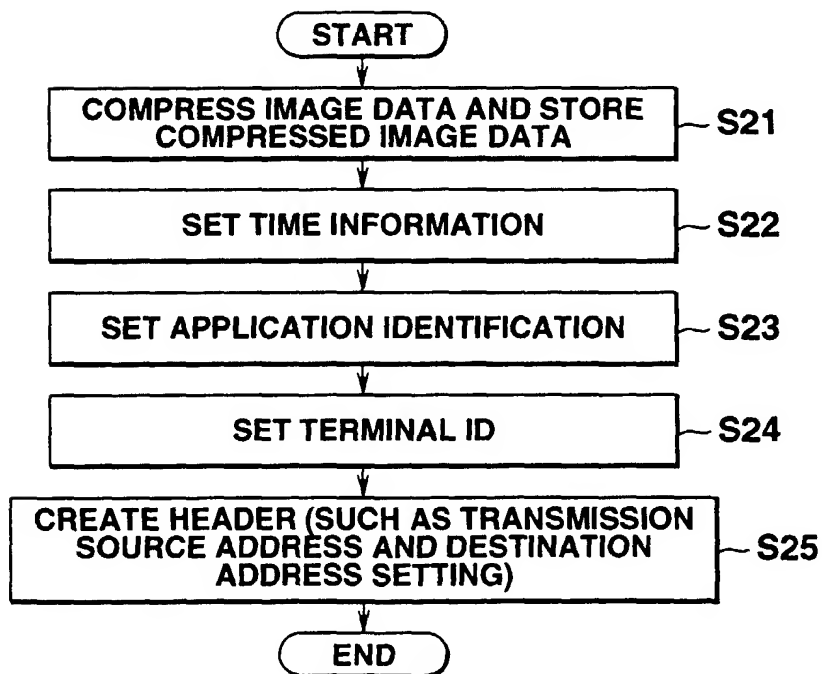 START
COMPRESS IMAGE DATA AND STORE
COMPRESSED IMAGE DATA
S21
SET TIME INFORMATION
S22
SET APPLICATION IDENTIFICATION
S23
SET TERMINAL ID
S24
CREATE HEADER (SUCH AS TRANSMISSION
SOURCE ADDRESS AND DESTINATION
ADDRESS SETTING)
S25
END